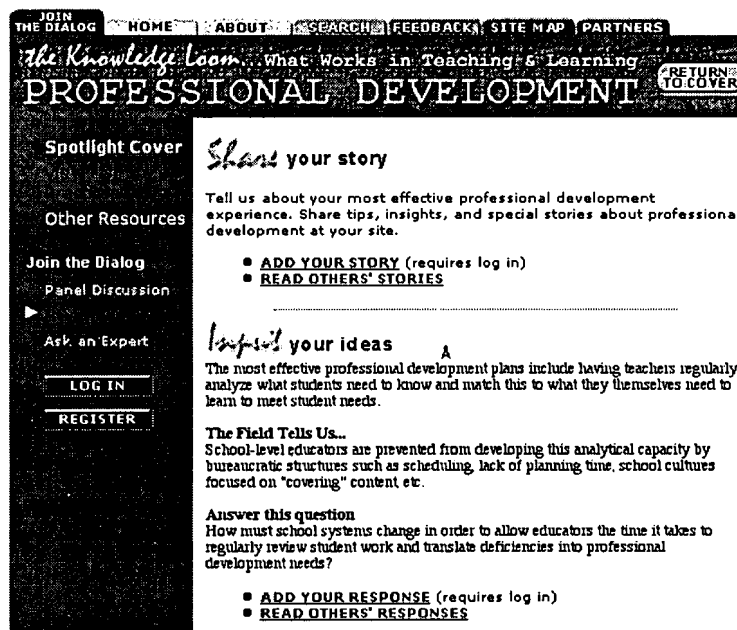 JOIN
THE DIALOG HOME ABOUT SEARCH FEEDBACK SITE MAP PARTNERS
the Knowledge Loom...What Works in Teaching & Learning
PROFESSIONAL DEVELOPMENT
RETURN
TO COVER
Spotlight Cover
Other Resources
Join the Dialog
Panel Discussion
Ask an Expert
LOG IN
REGISTER
Share your story
Tell us about your most effective professional development
experience. Share tips, insights, and special stories about professiona
development at your site.
ADD YOUR STORY (requires log in)
READ OTHERS' STORIES
Input your ideas
The most effective professional development plans include having teachers regularly
analyze what students need to know and match this to what they themselves need to
learn to meet student needs.
The Field Tells Us...
School-level educators are prevented from developing this analytical capacity by
bureaucratic structures such as scheduling, lack of planning time, school cultures
focused on "covering" content, etc.
Answer this question
How must school systems change in order to allow educators the time it takes to
regularly review student work and translate deficiencies into professional
development needs?
ADD YOUR RESPONSE (requires log in)
READ OTHERS' RESPONSES